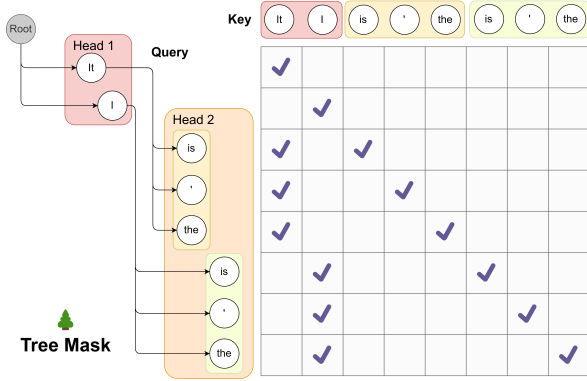 Key It I is ' the is ' the
Root
Head 1
Query
It
I
Head 2
is
'
the
is
'
the
Tree Mask